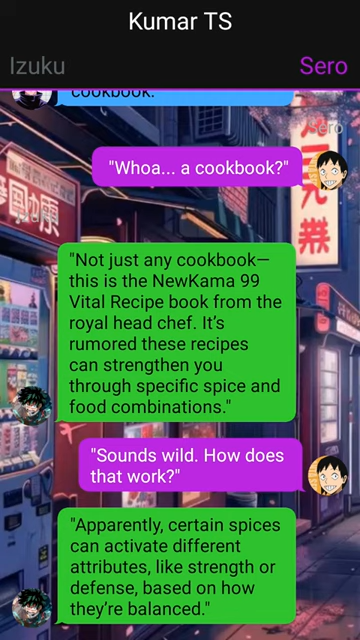 Kumar TS
Izuku
Sero
cookbook.
Sero
"Whoa... a cookbook?"
"Not just any cookbook—
this is the NewKama 99
Vital Recipe book from the
royal head chef. It’s
rumored these recipes
can strengthen you
through specific spice and
food combinations."
"Sounds wild. How does
that work?"
"Apparently, certain spices
can activate different
attributes, like strength or
defense, based on how
they’re balanced."